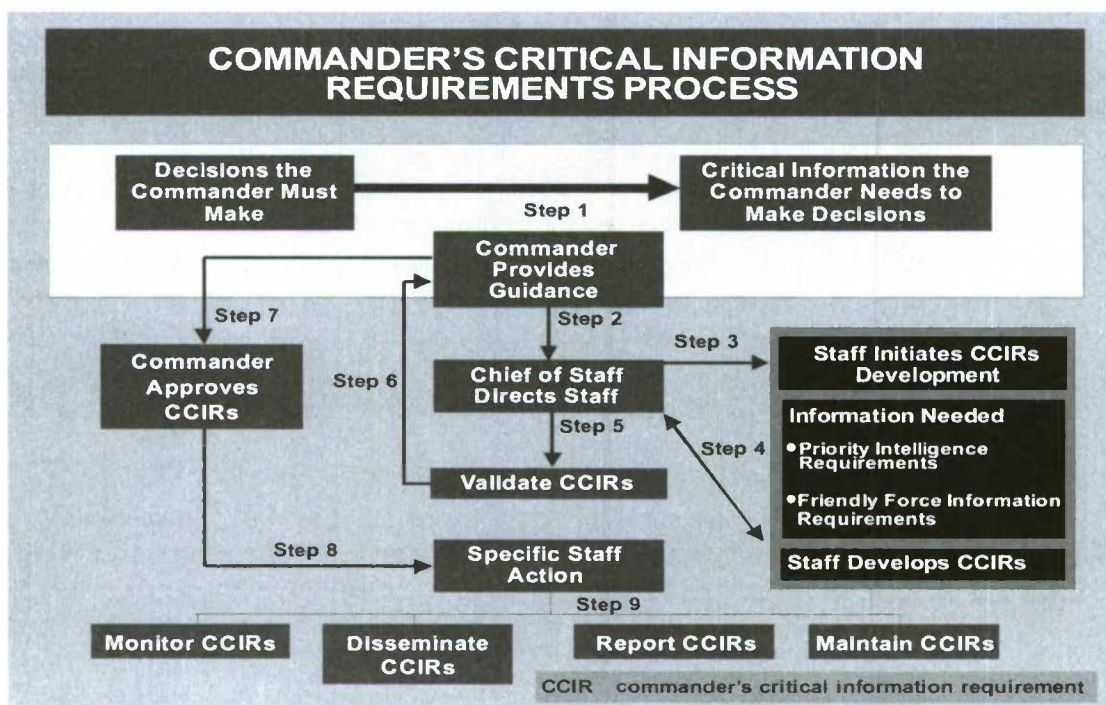 COMMANDER'S CRITICAL INFORMATION
REQUIREMENTS PROCESS
Decisions the
Commander Must
Make
Step 1
Critical Information the
Commander Needs to
Make Decisions
Commander
Provides
Guidance
Step 7
Step 2
Commander
Approves
CCIRs
Step 6
Chief of Staff
Directs Staff
Step 3
Staff Initiates CCIRs
Development
Step 5
Step 4
Information Needed
•Priority Intelligence
Requirements
•Friendly Force Information
Requirements
Validate CCIRs
Staff Develops CCIRs
Step 8
Specific Staff
Action
Step 9
Monitor CCIRs
Disseminate
CCIRs
Report CCIRs
Maintain CCIRs
CCIR commander's critical information requirement